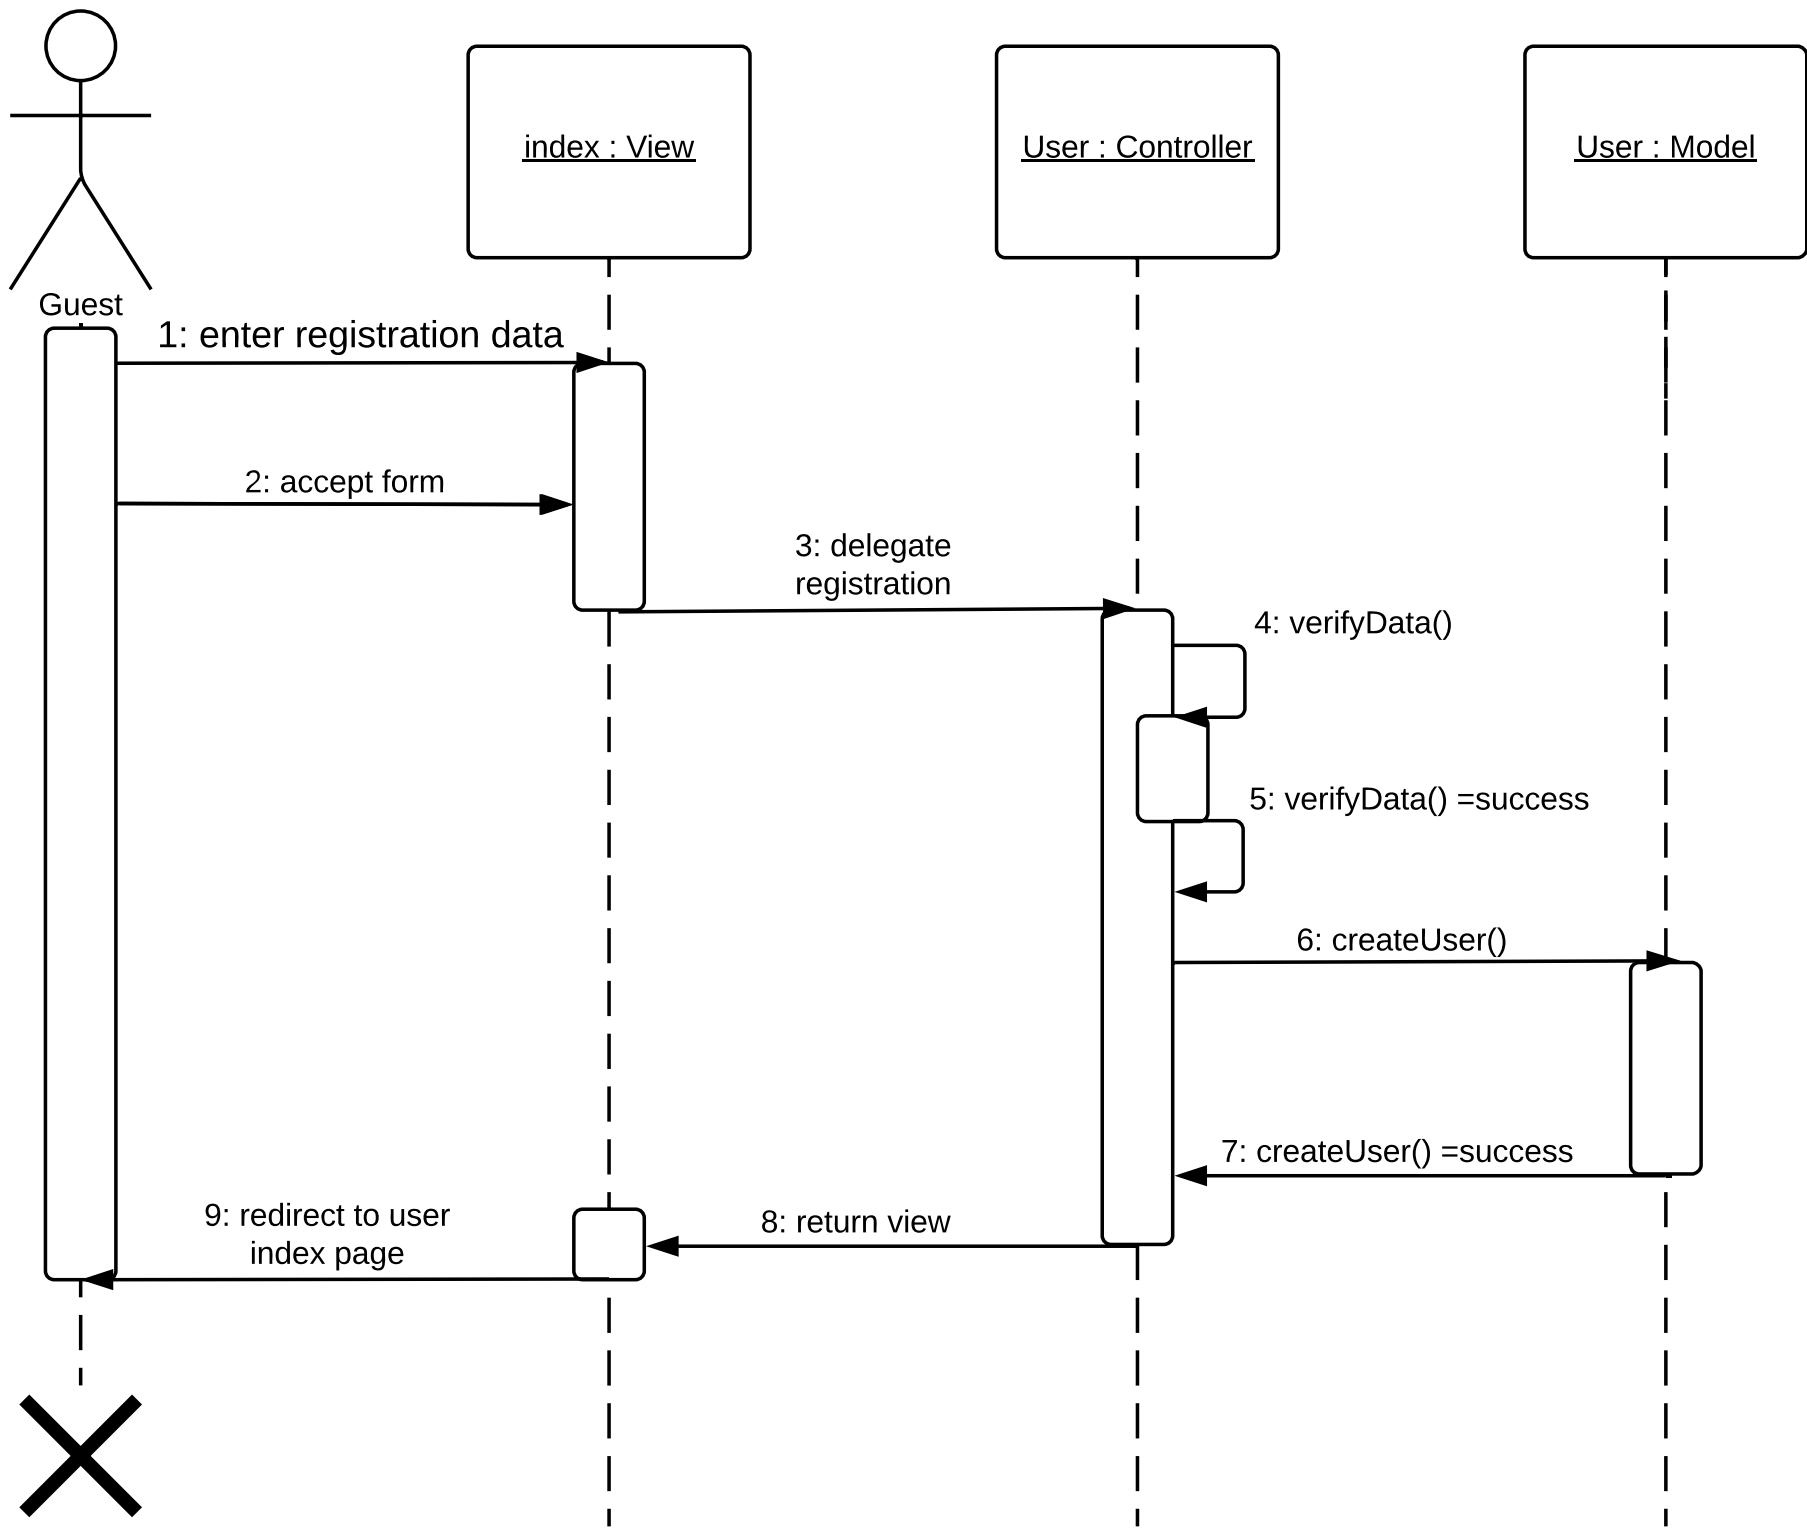 index : View
User : Controller
User : Model
Guest
1: enter registration data
2: accept form
3: delegate
registration
4: verifyData()
5: verifyData() =success
6: createUser()
7: createUser() =success
8: return view
9: redirect to user
index page